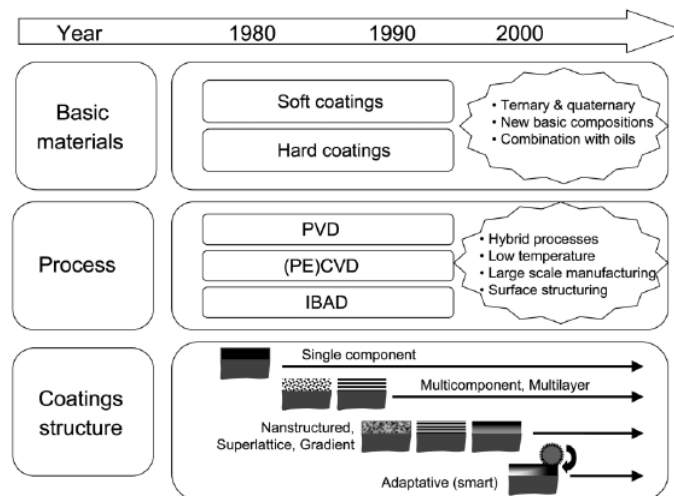 Year 1980 1990 2000
Basic
materials
Soft coatings
Hard coatings
• Ternary & quaternary
• New basic compositions
• Combination with oils
Process
PVD
(PE)CVD
IBAD
• Hybrid processes
• Low temperature
• Large scale manufacturing
• Surface structuring
Coatings
structure
Single component
Multicomponent, Multilayer
Nanstructured,
Superlattice, Gradient
Adaptative (smart)